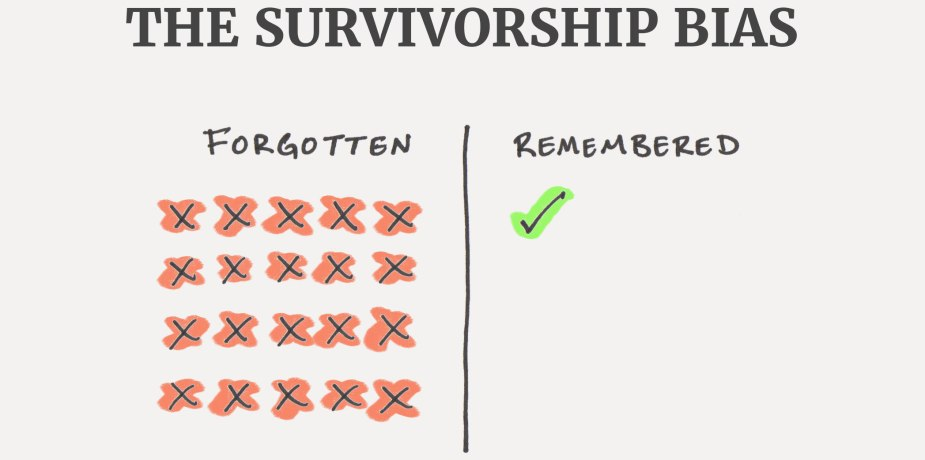 THE SURVIVORSHIP BIAS
FORGOTTEN
REMEMBERED